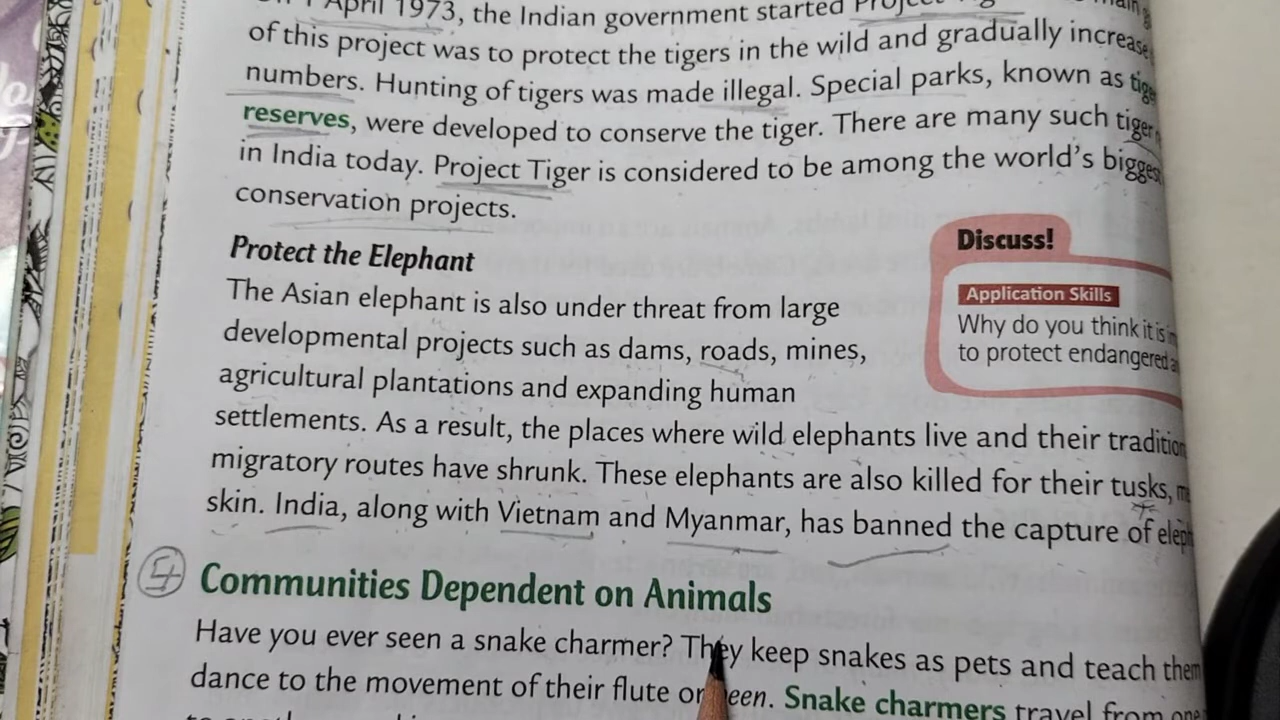 April 1973, the Indian government started
of this project was to protect the tigers in the wild and gradually increase
numbers. Hunting of tigers was made illegal. Special parks, known as
reserves, were developed to conserve the tiger. There are many such tiger
in India today. Project Tiger is considered to be among the world's biggest
conservation projects.
Protect the Elephant
The Asian elephant is also under threat from large
developmental projects such as dams, roads, mines,
agricultural plantations and expanding human
settlements. As a result, the places where wild elephants live and their
migratory routes have shrunk. These elephants are also killed for their tusks,
skin. India, along with Vietnam and Myanmar, has banned the capture of
Discuss!
Application Skills
Why do you think it is
to protect endangered
5
Communities Dependent on Animals
Have you ever seen a snake charmer? They keep snakes as pets and teach them
dance to the movement of their flute or been. Snake charmers travel from